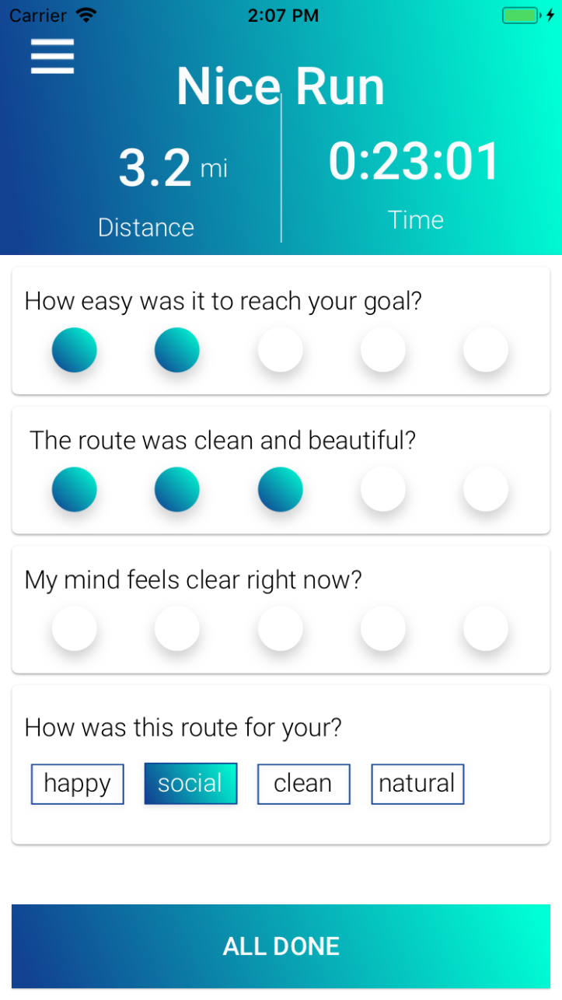 Carrier 2:07 PM
Nice Run
3.2 mi
0:23:01
Distance
Time
How easy was it to reach your goal?
The route was clean and beautiful?
My mind feels clear right now?
How was this route for your?
happy social clean natural
ALL DONE